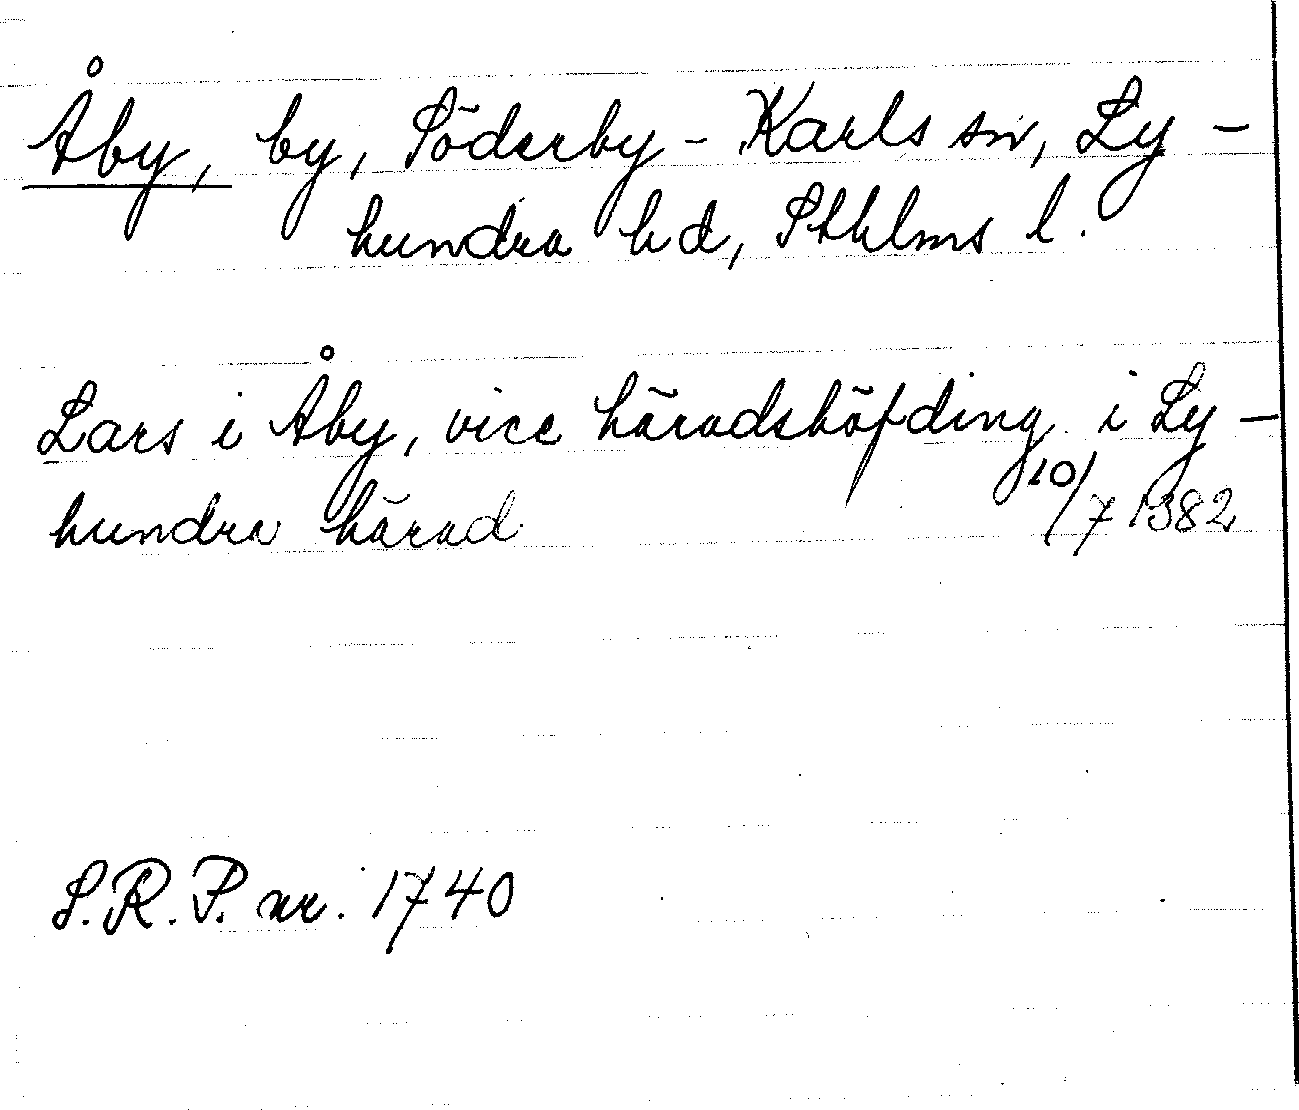 Åby, by, Söderby-Karls sn, Ly-
hundra hd, Sthlms l.
Lars i Åby, vice häradshöfding i Ly-
hundra härad 10/7 1382
S.R.P. nr. 1740